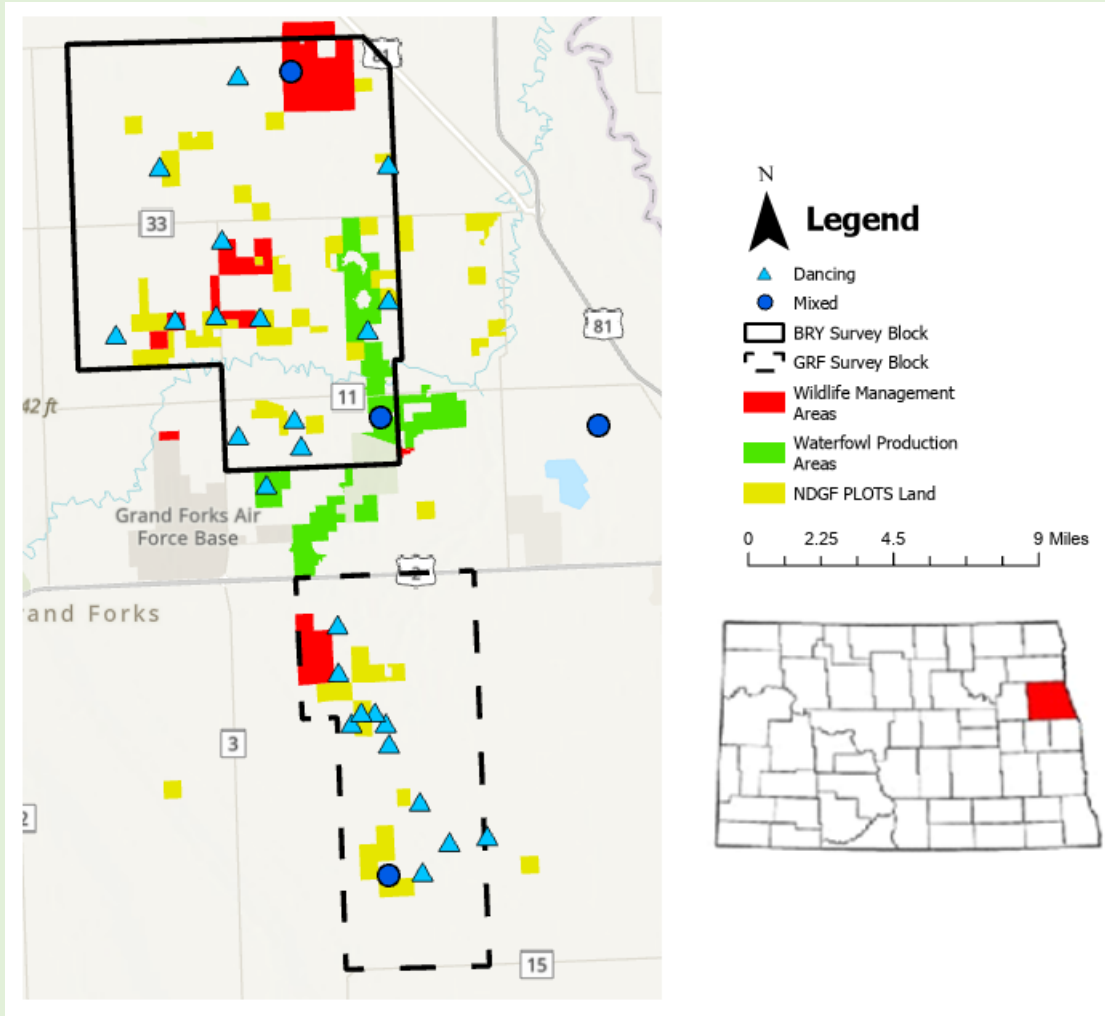 33
42 ft
11
81
Grand Forks Air
Force Base
2
and Forks
3
2
15
N
Legend
Dancing
Mixed
BRY Survey Block
GRF Survey Block
Wildlife Management
Areas
Waterfowl Production
Areas
NDGF PLOTS Land
0 2.25 4.5 9 Miles